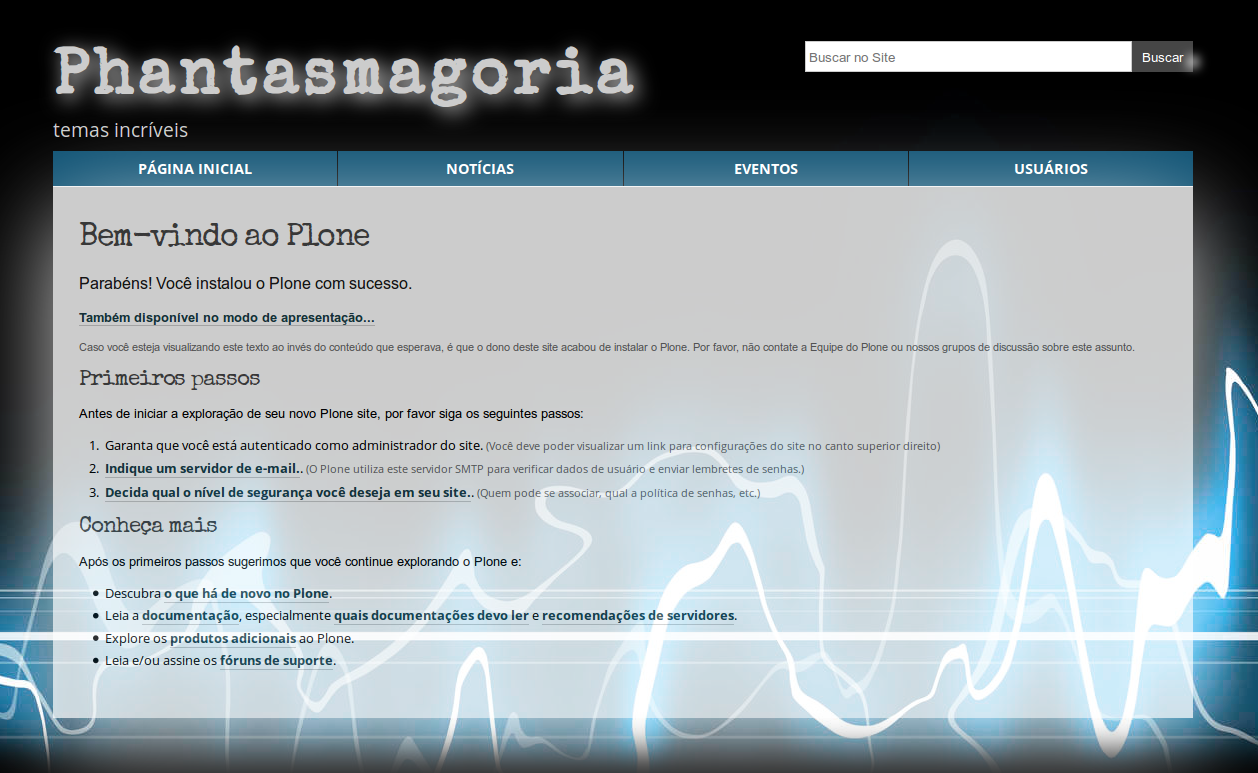 Phantasmagoria
Buscar no Site
Buscar
temas incríveis
PÁGINA INICIAL
NOTÍCIAS
EVENTOS
USUÁRIOS
Bem-vindo ao Plone
Parabéns! Você instalou o Plone com sucesso.
Também disponível no modo de apresentação...
Caso você esteja visualizando este texto ao invés do conteúdo que esperava, é que o dono deste site acabou de instalar o Plone. Por favor, não contate a Equipe do Plone ou nossos grupos de discussão sobre este assunto.
Primeiros passos
Antes de iniciar a exploração de seu novo Plone site, por favor siga os seguintes passos:
1. Garanta que você está autenticado como administrador do site. (Você deve poder visualizar um link para configurações do site no canto superior direito)
2. Indique um servidor de e-mail.. (O Plone utiliza este servidor SMTP para verificar dados de usuário e enviar lembretes de senhas.)
3. Decida qual o nível de segurança você deseja em seu site.. (Quem pode se associar, qual a política de senhas, etc.)
Conheça mais
Após os primeiros passos sugerimos que você continue explorando o Plone e:
• Descubra o que há de novo no Plone.
• Leia a documentação, especialmente quais documentações devo ler e recomendações de servidores.
• Explore os produtos adicionais ao Plone.
• Leia e/ou assine os fóruns de suporte.